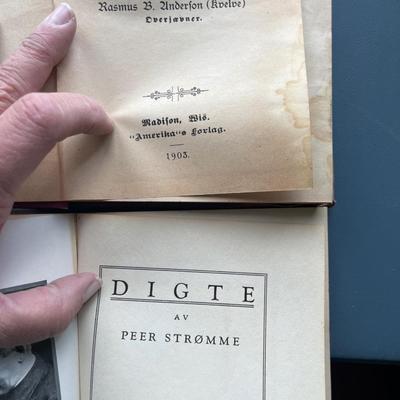 Rasmus B. Anderson (Kvelve)
Oversætter.
Madison, Wis.
"Amerika"s Forlag.
1903.
DIGTE
AV
PEER STRØMME